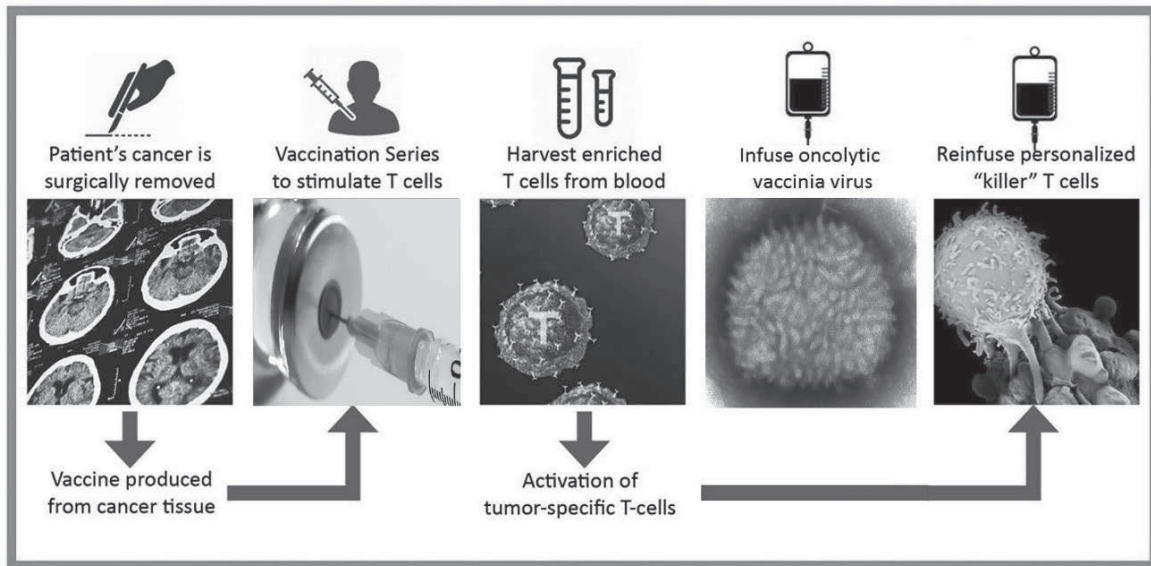 Patient's cancer is
surgically removed
Vaccination Series
to stimulate T cells
Harvest enriched
T cells from blood
Infuse oncolytic
vaccinia virus
Reinfuse personalized
“killer” T cells
T
T
Vaccine produced
from cancer tissue
Activation of
tumor-specific T-cells